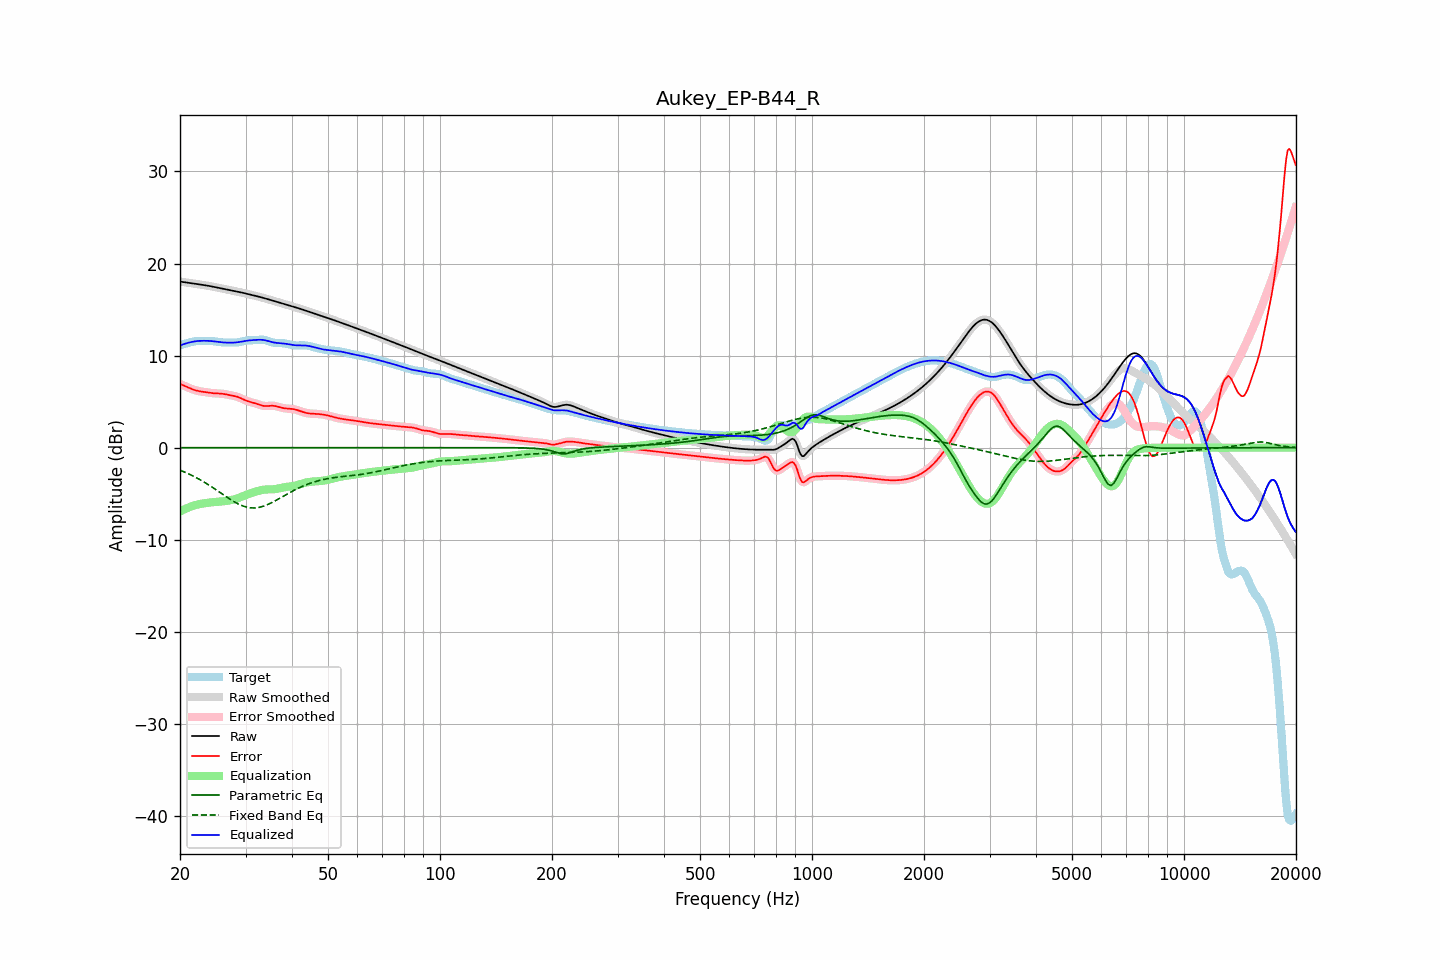 Aukey_EP-B44_R
Amplitude (dBr)
30
20
10
0
−10
−20
−30
−40
Target
Raw Smoothed
Error Smoothed
Raw
Error
Equalization
Parametric Eq
Fixed Band Eq
Equalized
20 50 100 200 500 1000 2000 5000 10000 20000
Frequency (Hz)